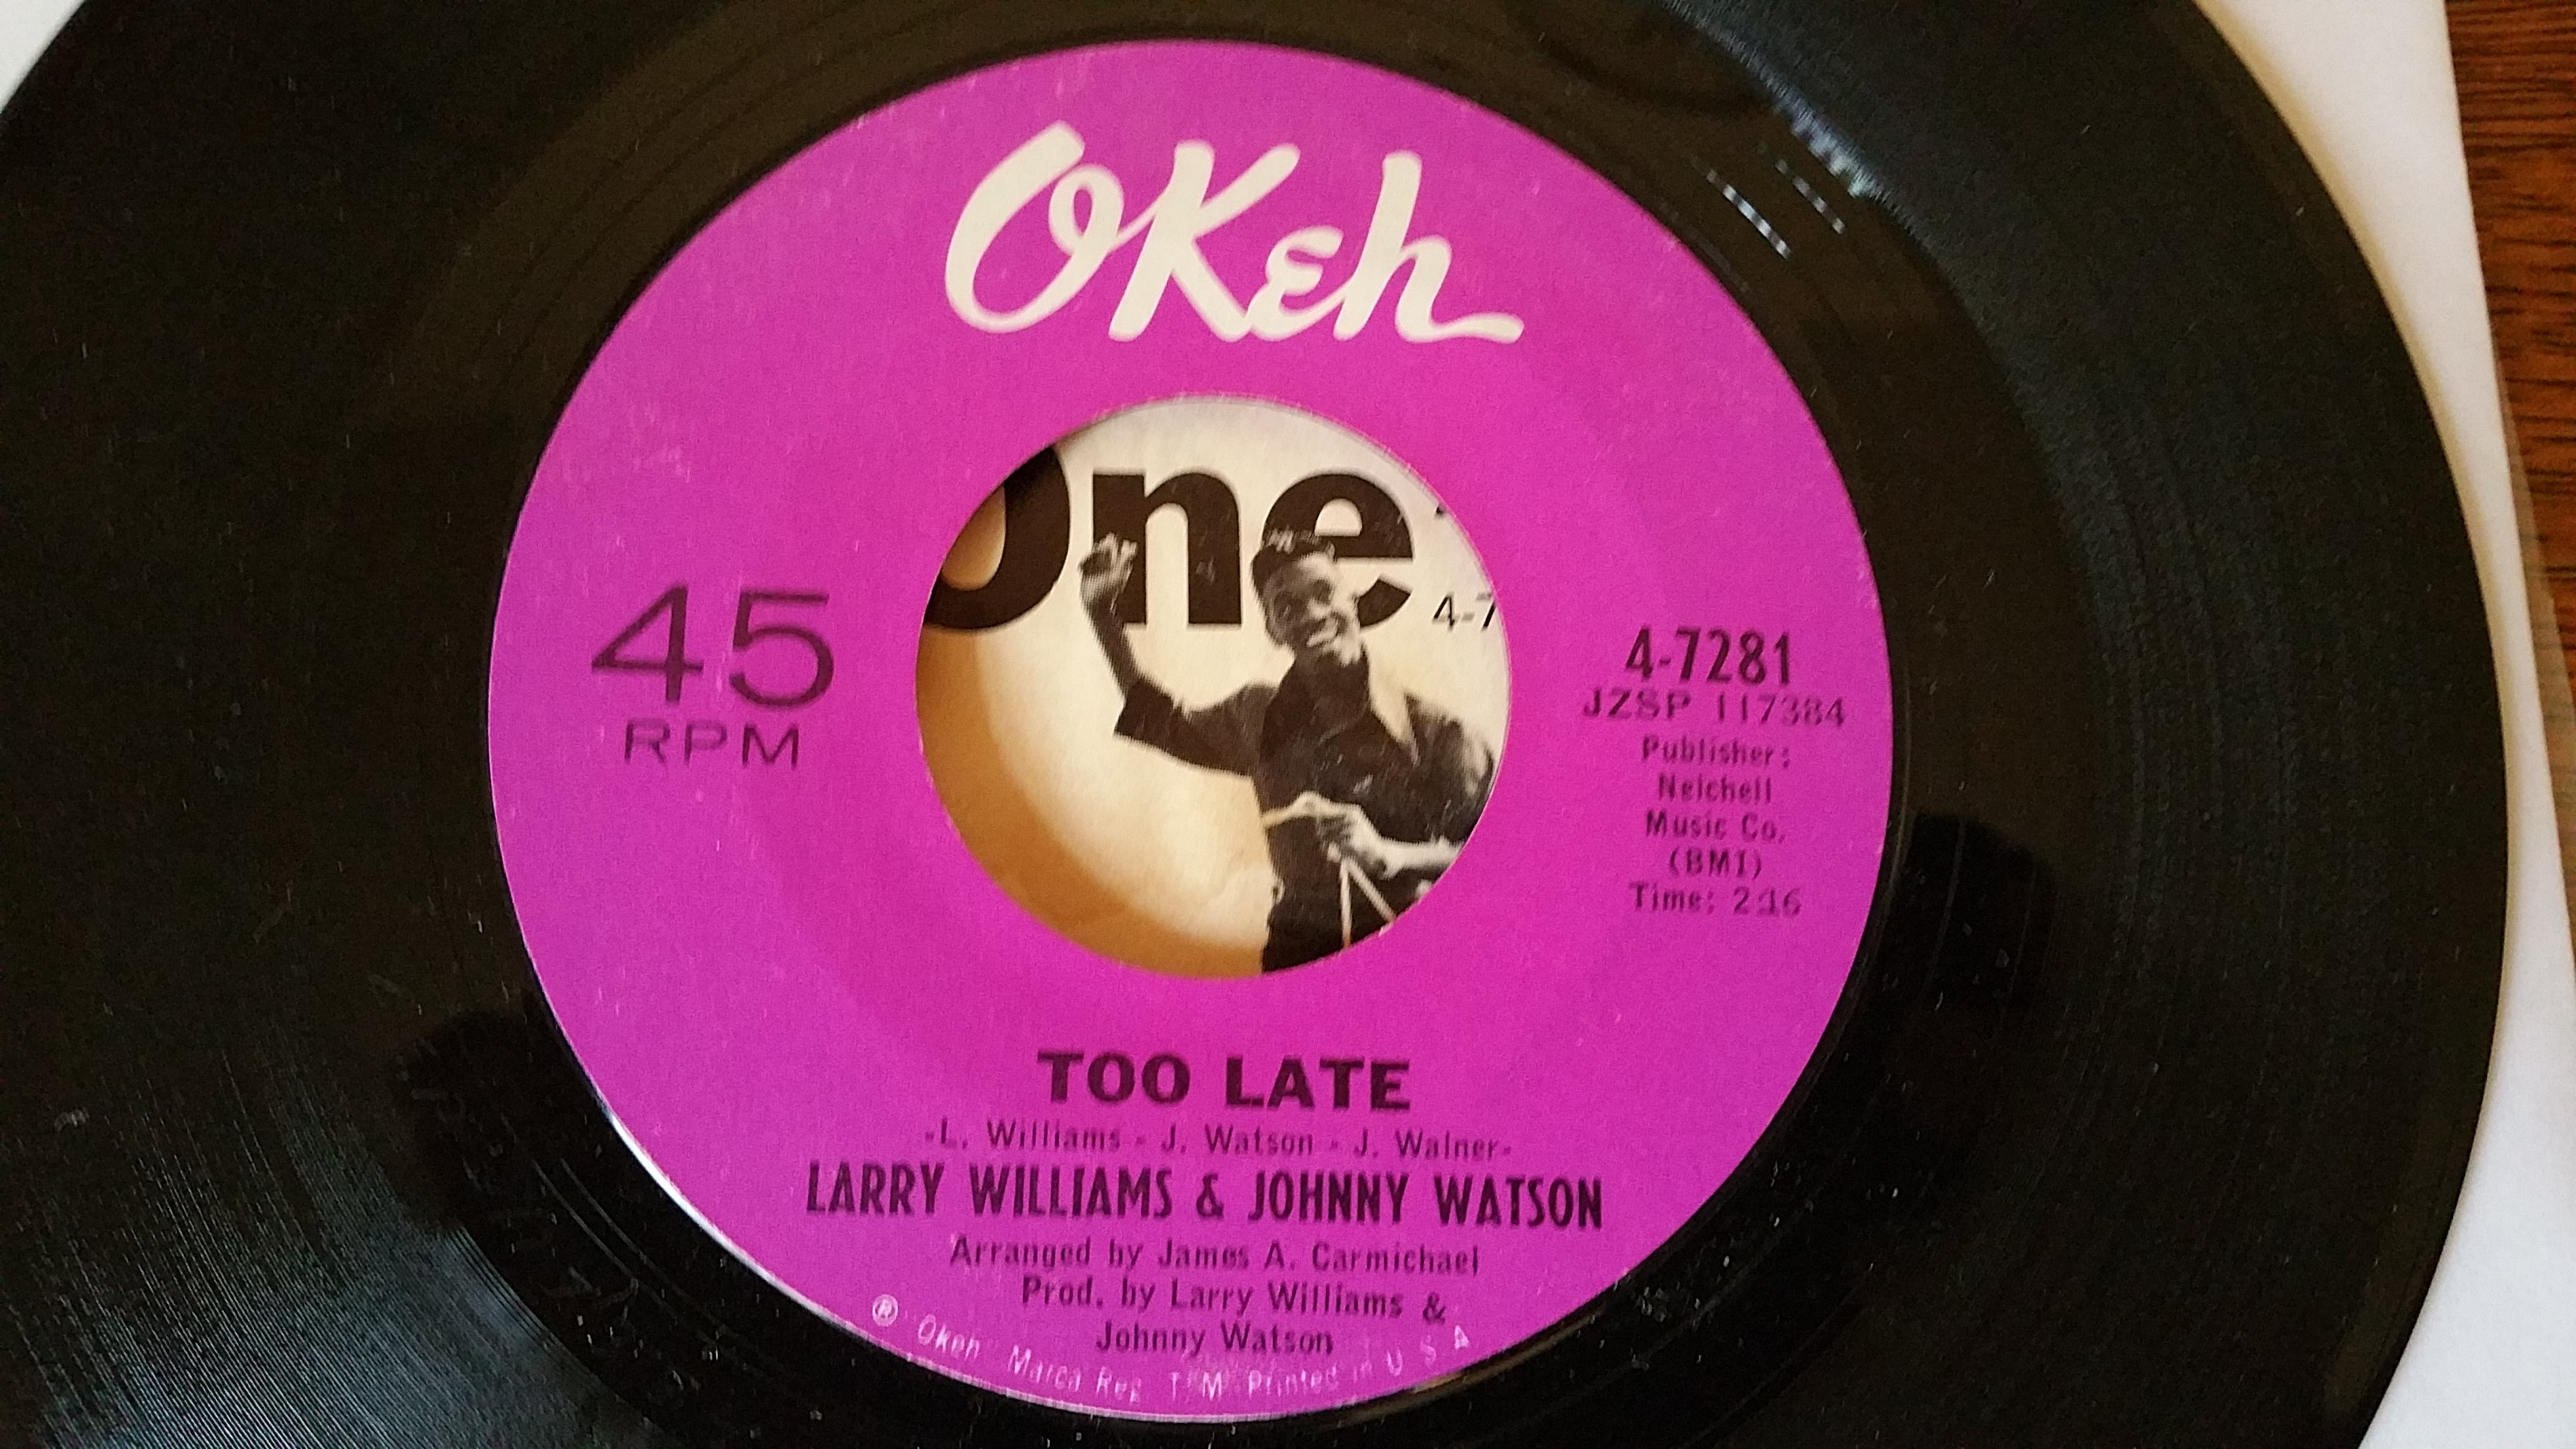 OKeh
One
4-7
45
RPM
4-7281
JZSP 117384
Publisher:
Neichell
Music Co.
(BMI)
Time: 2:16
TOO LATE
-L. Williams - J. Watson - J. Walner-
LARRY WILLIAMS & JOHNNY WATSON
Arranged by James A. Carmichael
Prod. by Larry Williams &
Johnny Watson
® Okeh Marca Reg. T.M. Printed in U S A